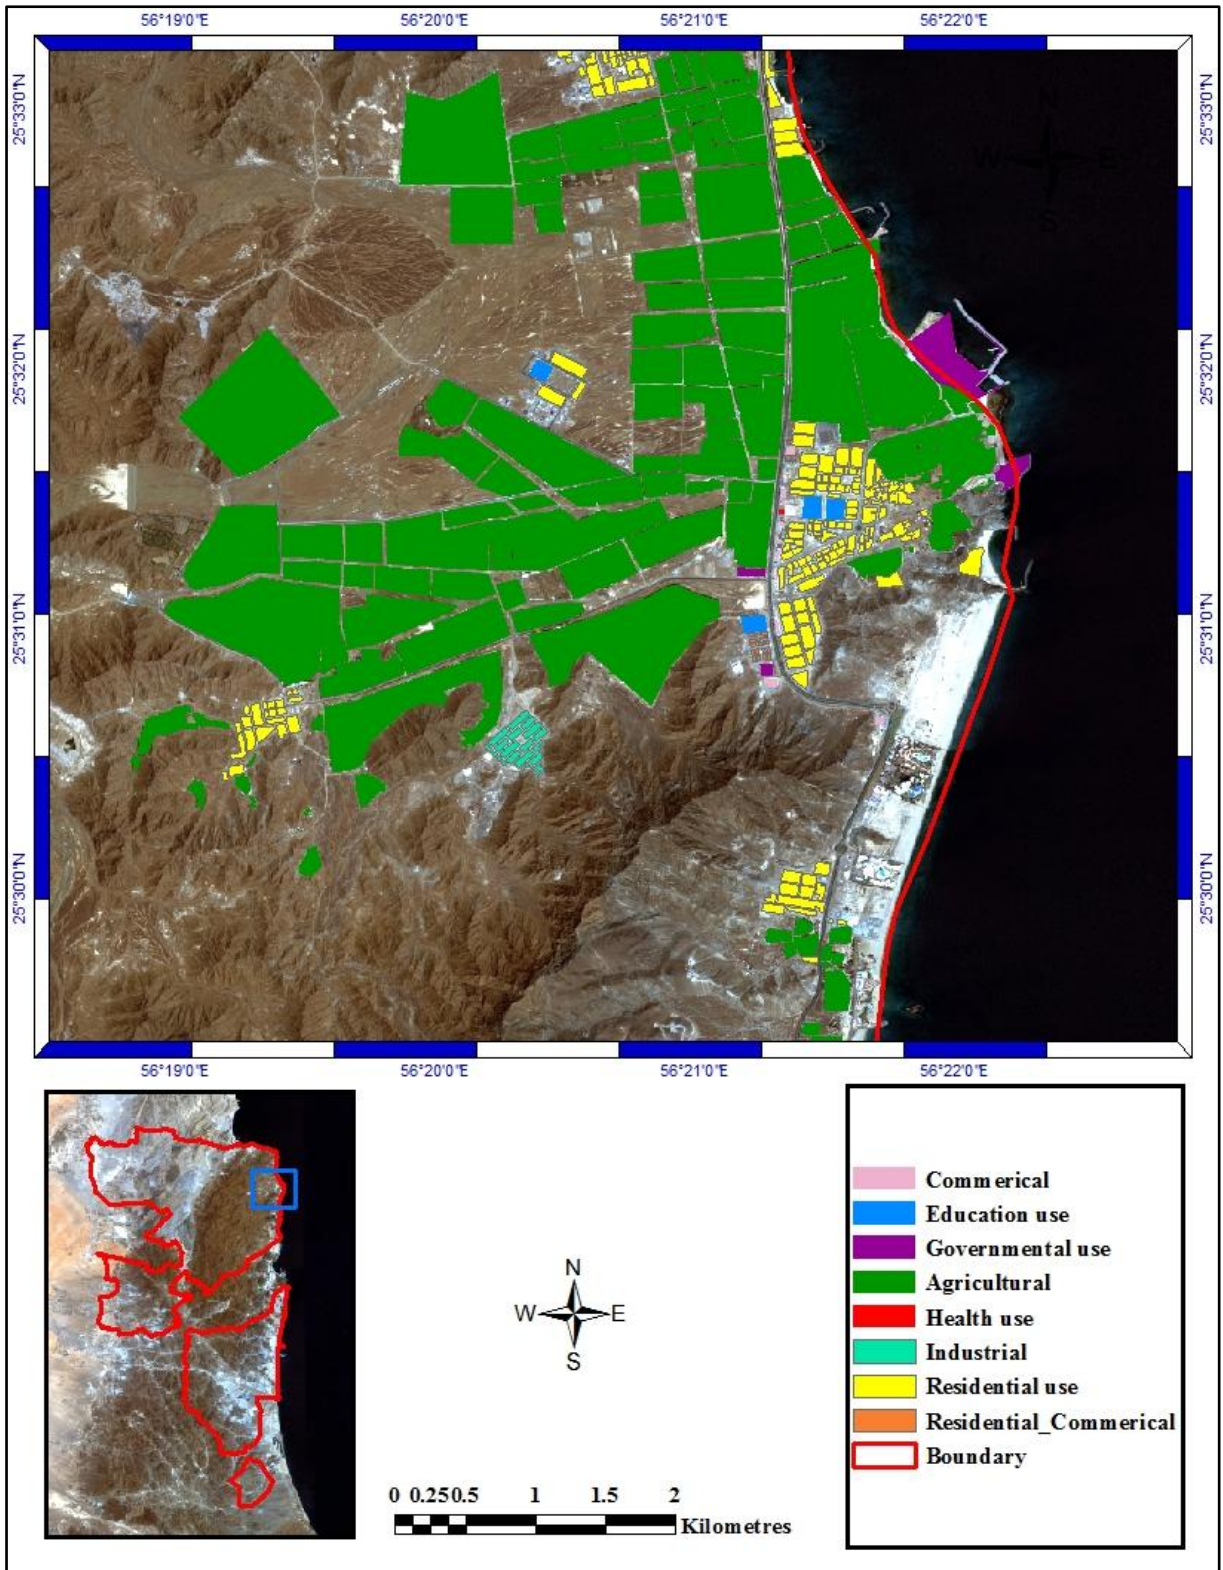 56°19'0"E 56°20'0"E 56°21'0"E 56°22'0"E
25°33'0"N 25°33'0"N
N
W E
S
25°32'0"N 25°32'0"N
25°31'0"N 25°31'0"N
25°30'0"N 25°30'0"N
56°19'0"E 56°20'0"E 56°21'0"E 56°22'0"E
Commerical
Education use
Governmental use
Agricultural
Health use
Industrial
Residential use
Residential_Commerical
Boundary
N
W E
S
0 0.25 0.5 1 1.5 2
Kilometres